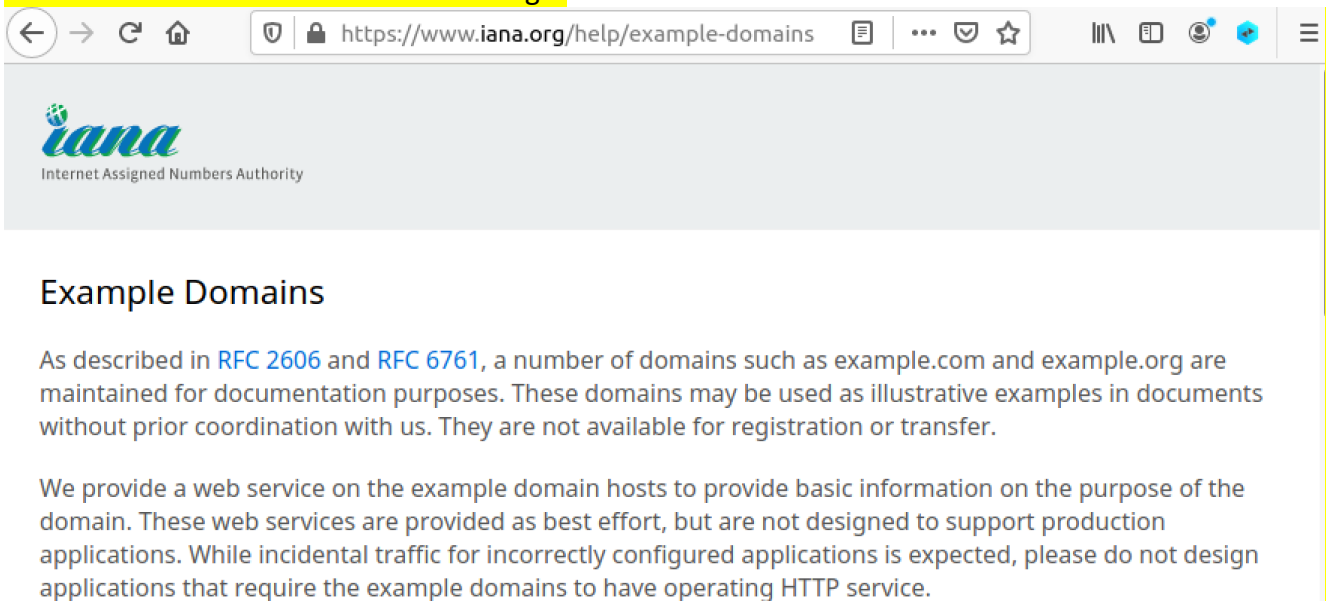 https://www.iana.org/help/example-domains
iana
Internet Assigned Numbers Authority
Example Domains
As described in RFC 2606 and RFC 6761, a number of domains such as example.com and example.org are
maintained for documentation purposes. These domains may be used as illustrative examples in documents
without prior coordination with us. They are not available for registration or transfer.
We provide a web service on the example domain hosts to provide basic information on the purpose of the
domain. These web services are provided as best effort, but are not designed to support production
applications. While incidental traffic for incorrectly configured applications is expected, please do not design
applications that require the example domains to have operating HTTP service.